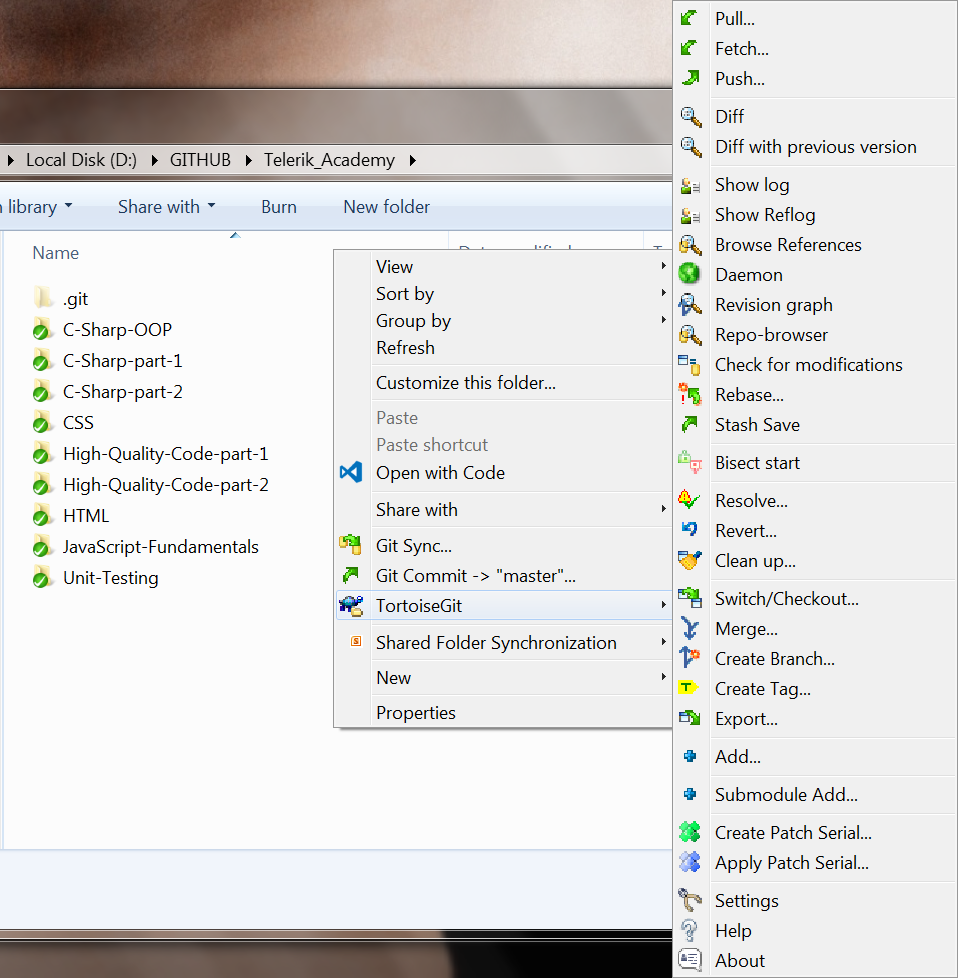 Local Disk (D:) GITHUB Telerik_Academy
library Share with Burn New folder
Name
.git
C-Sharp-OOP
C-Sharp-part-1
C-Sharp-part-2
CSS
High-Quality-Code-part-1
High-Quality-Code-part-2
HTML
JavaScript-Fundamentals
Unit-Testing
View
Sort by
Group by
Refresh
Customize this folder...
Paste
Paste shortcut
Open with Code
Share with
Git Sync...
Git Commit -> "master"...
TortoiseGit
Shared Folder Synchronization
New
Properties
Pull...
Fetch...
Push...
Diff
Diff with previous version
Show log
Show Reflog
Browse References
Daemon
Revision graph
Repo-browser
Check for modifications
Rebase...
Stash Save
Bisect start
Resolve...
Revert...
Clean up...
Switch/Checkout...
Merge...
Create Branch...
Create Tag...
Export...
Add...
Submodule Add...
Create Patch Serial...
Apply Patch Serial...
Settings
Help
About